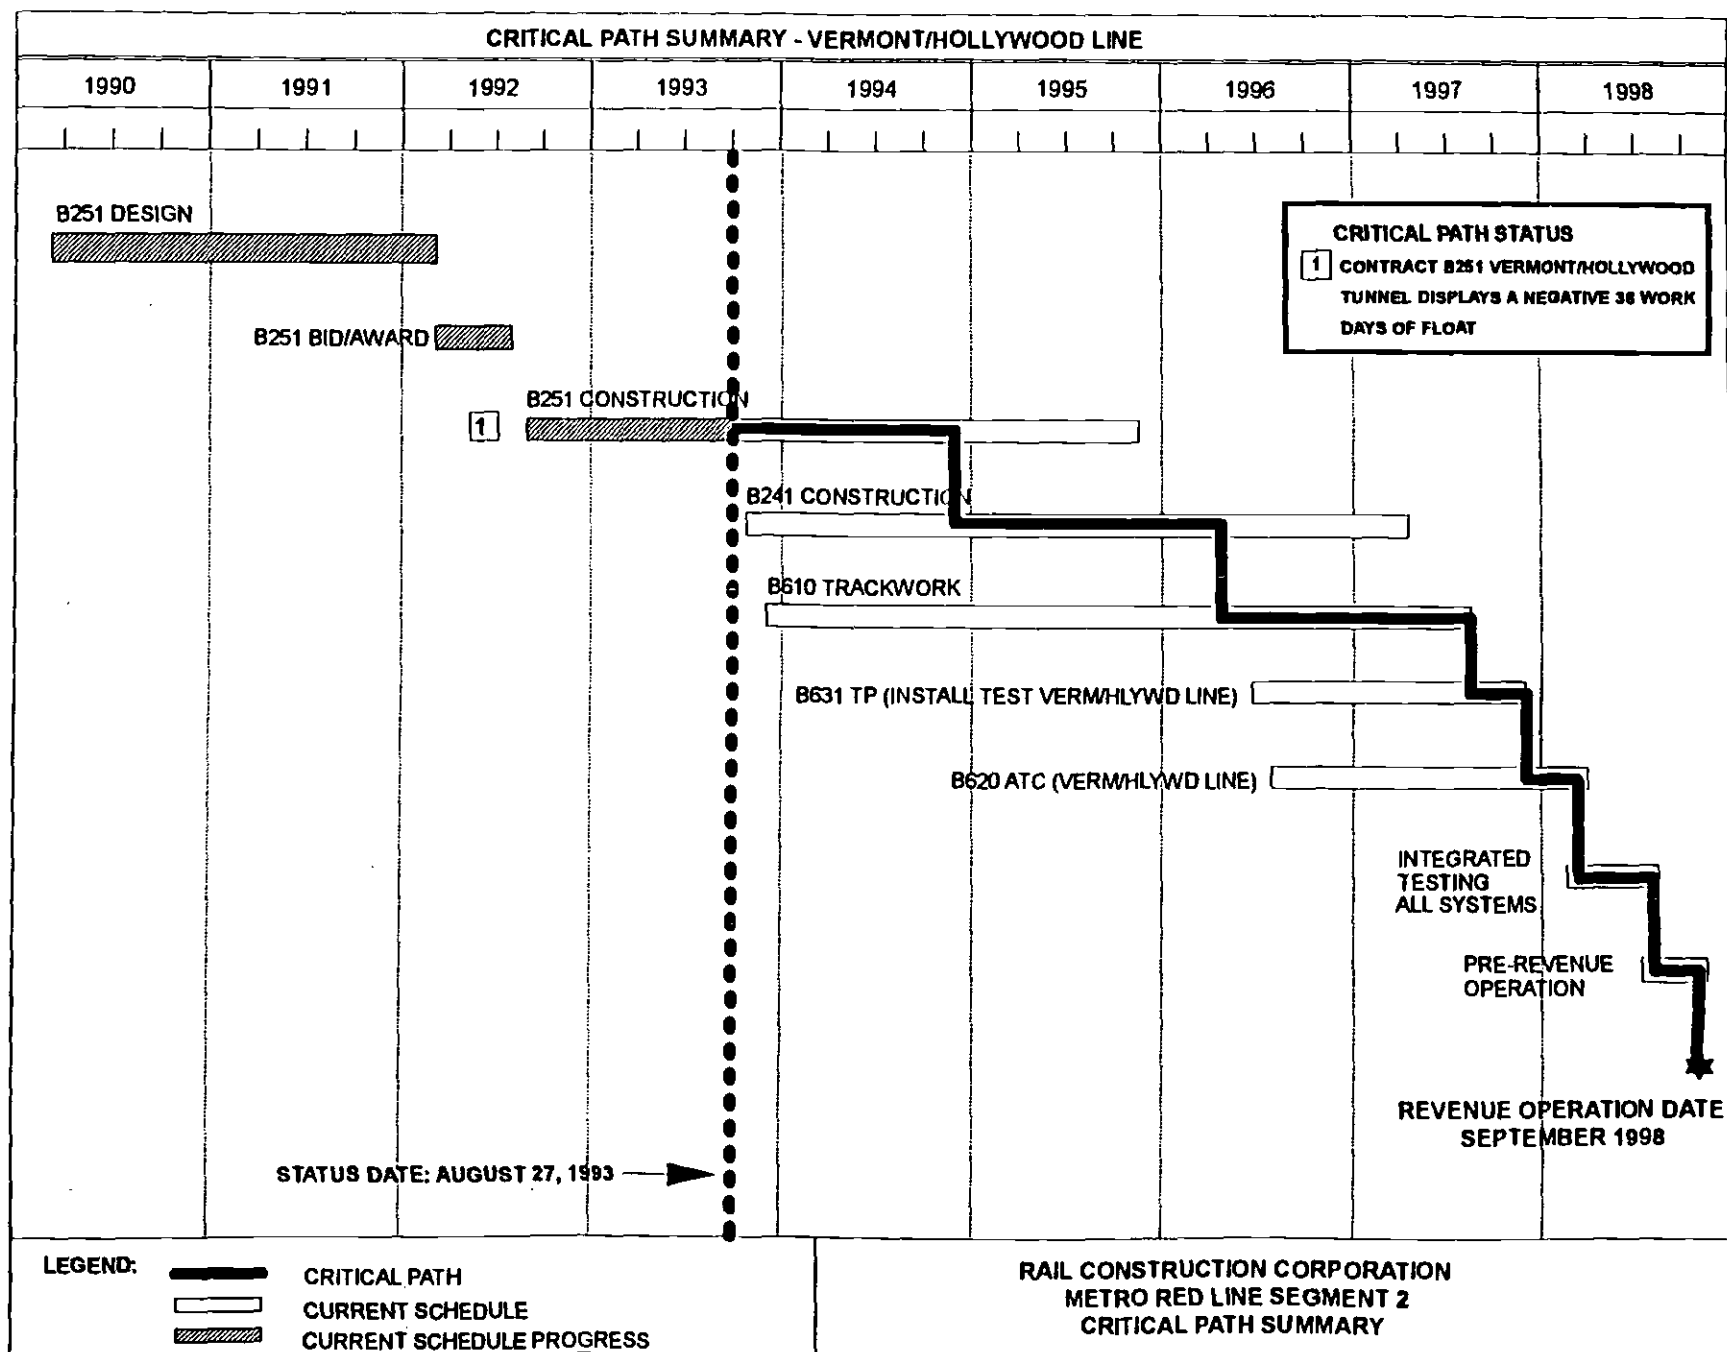 CRITICAL PATH SUMMARY - VERMONT/HOLLYWOOD LINE
1990 1991 1992 1993 1994 1995 1996 1997 1998
B251 DESIGN
CRITICAL PATH STATUS
1 CONTRACT B251 VERMONT/HOLLYWOOD
TUNNEL DISPLAYS A NEGATIVE 36 WORK
DAYS OF FLOAT
B251 BID/AWARD
B251 CONSTRUCTION
1
B241 CONSTRUCTION
B610 TRACKWORK
B631 TP (INSTALL TEST VERM/HLYWD LINE)
B620 ATC (VERM/HLYWD LINE)
INTEGRATED
TESTING
ALL SYSTEMS
PRE-REVENUE
OPERATION
REVENUE OPERATION DATE
SEPTEMBER 1998
STATUS DATE: AUGUST 27, 1993
LEGEND:
CRITICAL PATH
CURRENT SCHEDULE
CURRENT SCHEDULE PROGRESS
RAIL CONSTRUCTION CORPORATION
METRO RED LINE SEGMENT 2
CRITICAL PATH SUMMARY